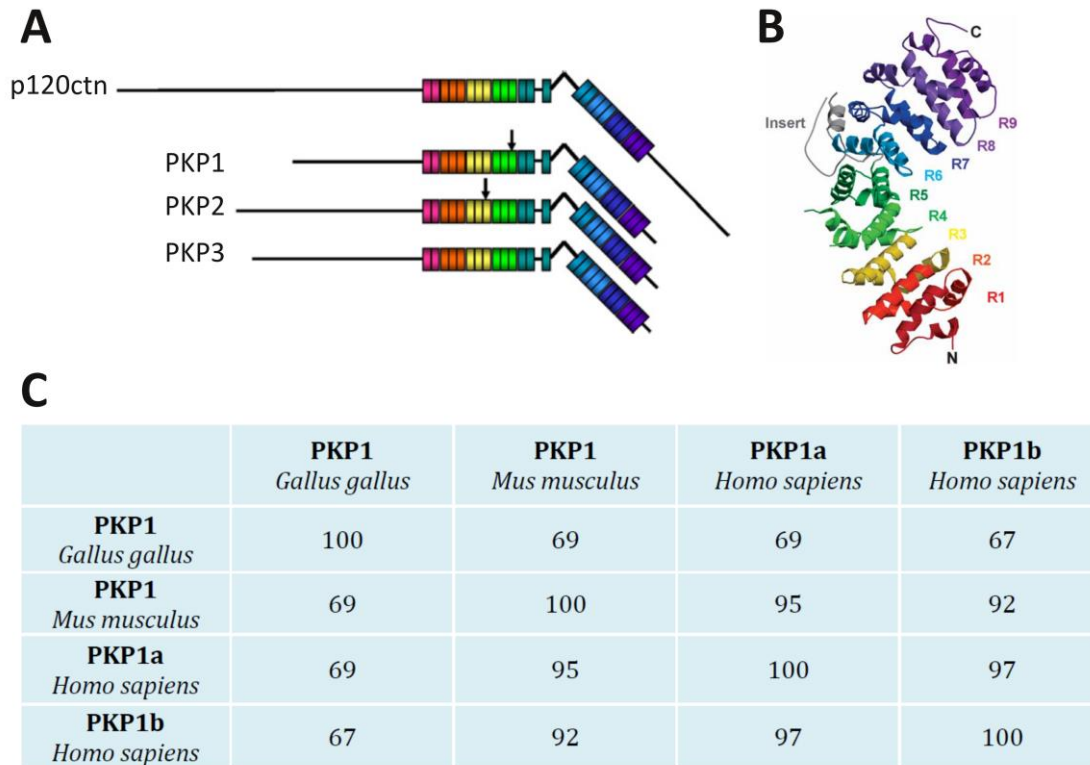 A
p120ctn
PKP1
PKP2
PKP3
B
C
Insert
R9
R8
R7
R6
R5
R4
R3
R2
R1
N
C
PKP1 PKP1 PKP1a PKP1b
Gallus gallus Mus musculus Homo sapiens Homo sapiens
PKP1
Gallus gallus
100 69 69 67
PKP1
Mus musculus
69 100 95 92
PKP1a
Homo sapiens
69 95 100 97
PKP1b
Homo sapiens
67 92 97 100